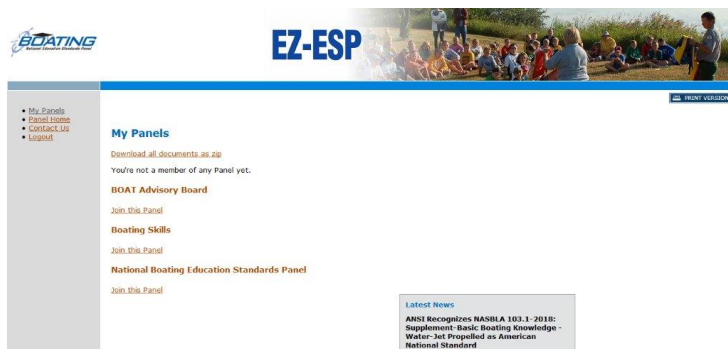 BOATING
National Education Standards Panel
EZ-ESP
PRINT VERSION
My Panels
Panel Home
Contact Us
Logout
My Panels
Download all documents as zip
You're not a member of any Panel yet.
BOAT Advisory Board
Join this Panel
Boating Skills
Join this Panel
National Boating Education Standards Panel
Join this Panel
Latest News
ANSI Recognizes NASBLA 103.1-2018:
Supplement-Basic Boating Knowledge -
Water-Jet Propelled as American
National Standard